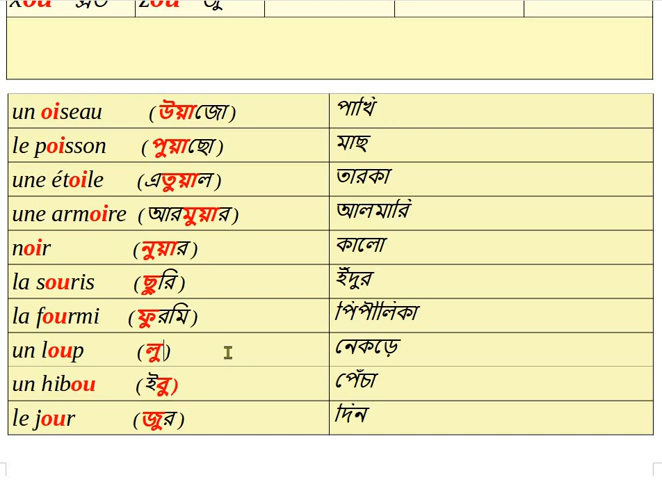 un oiseau (উয়াজো) পাখি
le poisson (পুয়াছো) মাছ
une étoile (এতুয়াল) তারকা
une armoire (আরমুয়ার) আলমারি
noir (নুয়ার) কালো
la souris (ছুরি) ইঁদুর
la fourmi (ফুরমি) পিপীলিকা
un loup (লু) নেকড়ে
un hibou (ইবু) পেঁচা
le jour (জুর) দিন